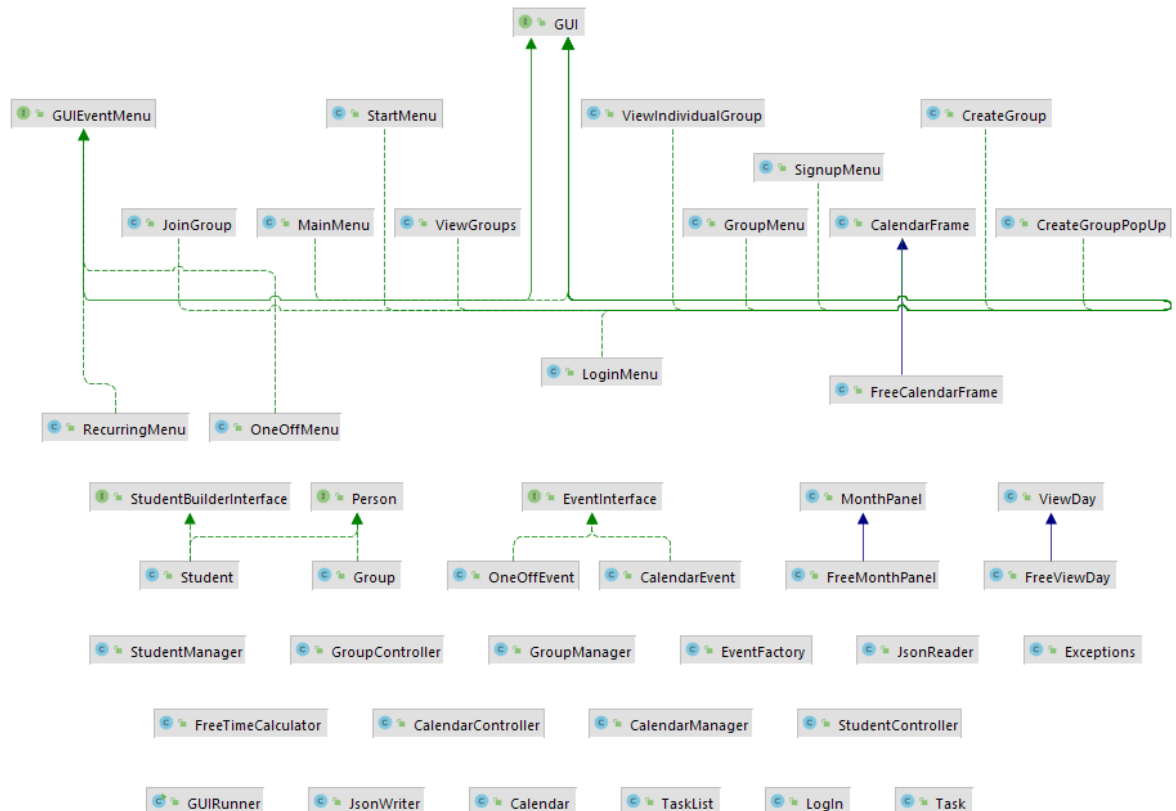 GUI
GUIEventMenu
StartMenu
ViewIndividualGroup
CreateGroup
SignupMenu
JoinGroup
MainMenu
ViewGroups
GroupMenu
CalendarFrame
CreateGroupPopUp
LoginMenu
FreeCalendarFrame
RecurringMenu
OneOffMenu
StudentBuilderInterface
Person
EventInterface
MonthPanel
ViewDay
Student
Group
OneOffEvent
CalendarEvent
FreeMonthPanel
FreeViewDay
StudentManager
GroupController
GroupManager
EventFactory
JsonReader
Exceptions
FreeTimeCalculator
CalendarController
CalendarManager
StudentController
GUIRunner
JsonWriter
Calendar
TaskList
LogIn
Task